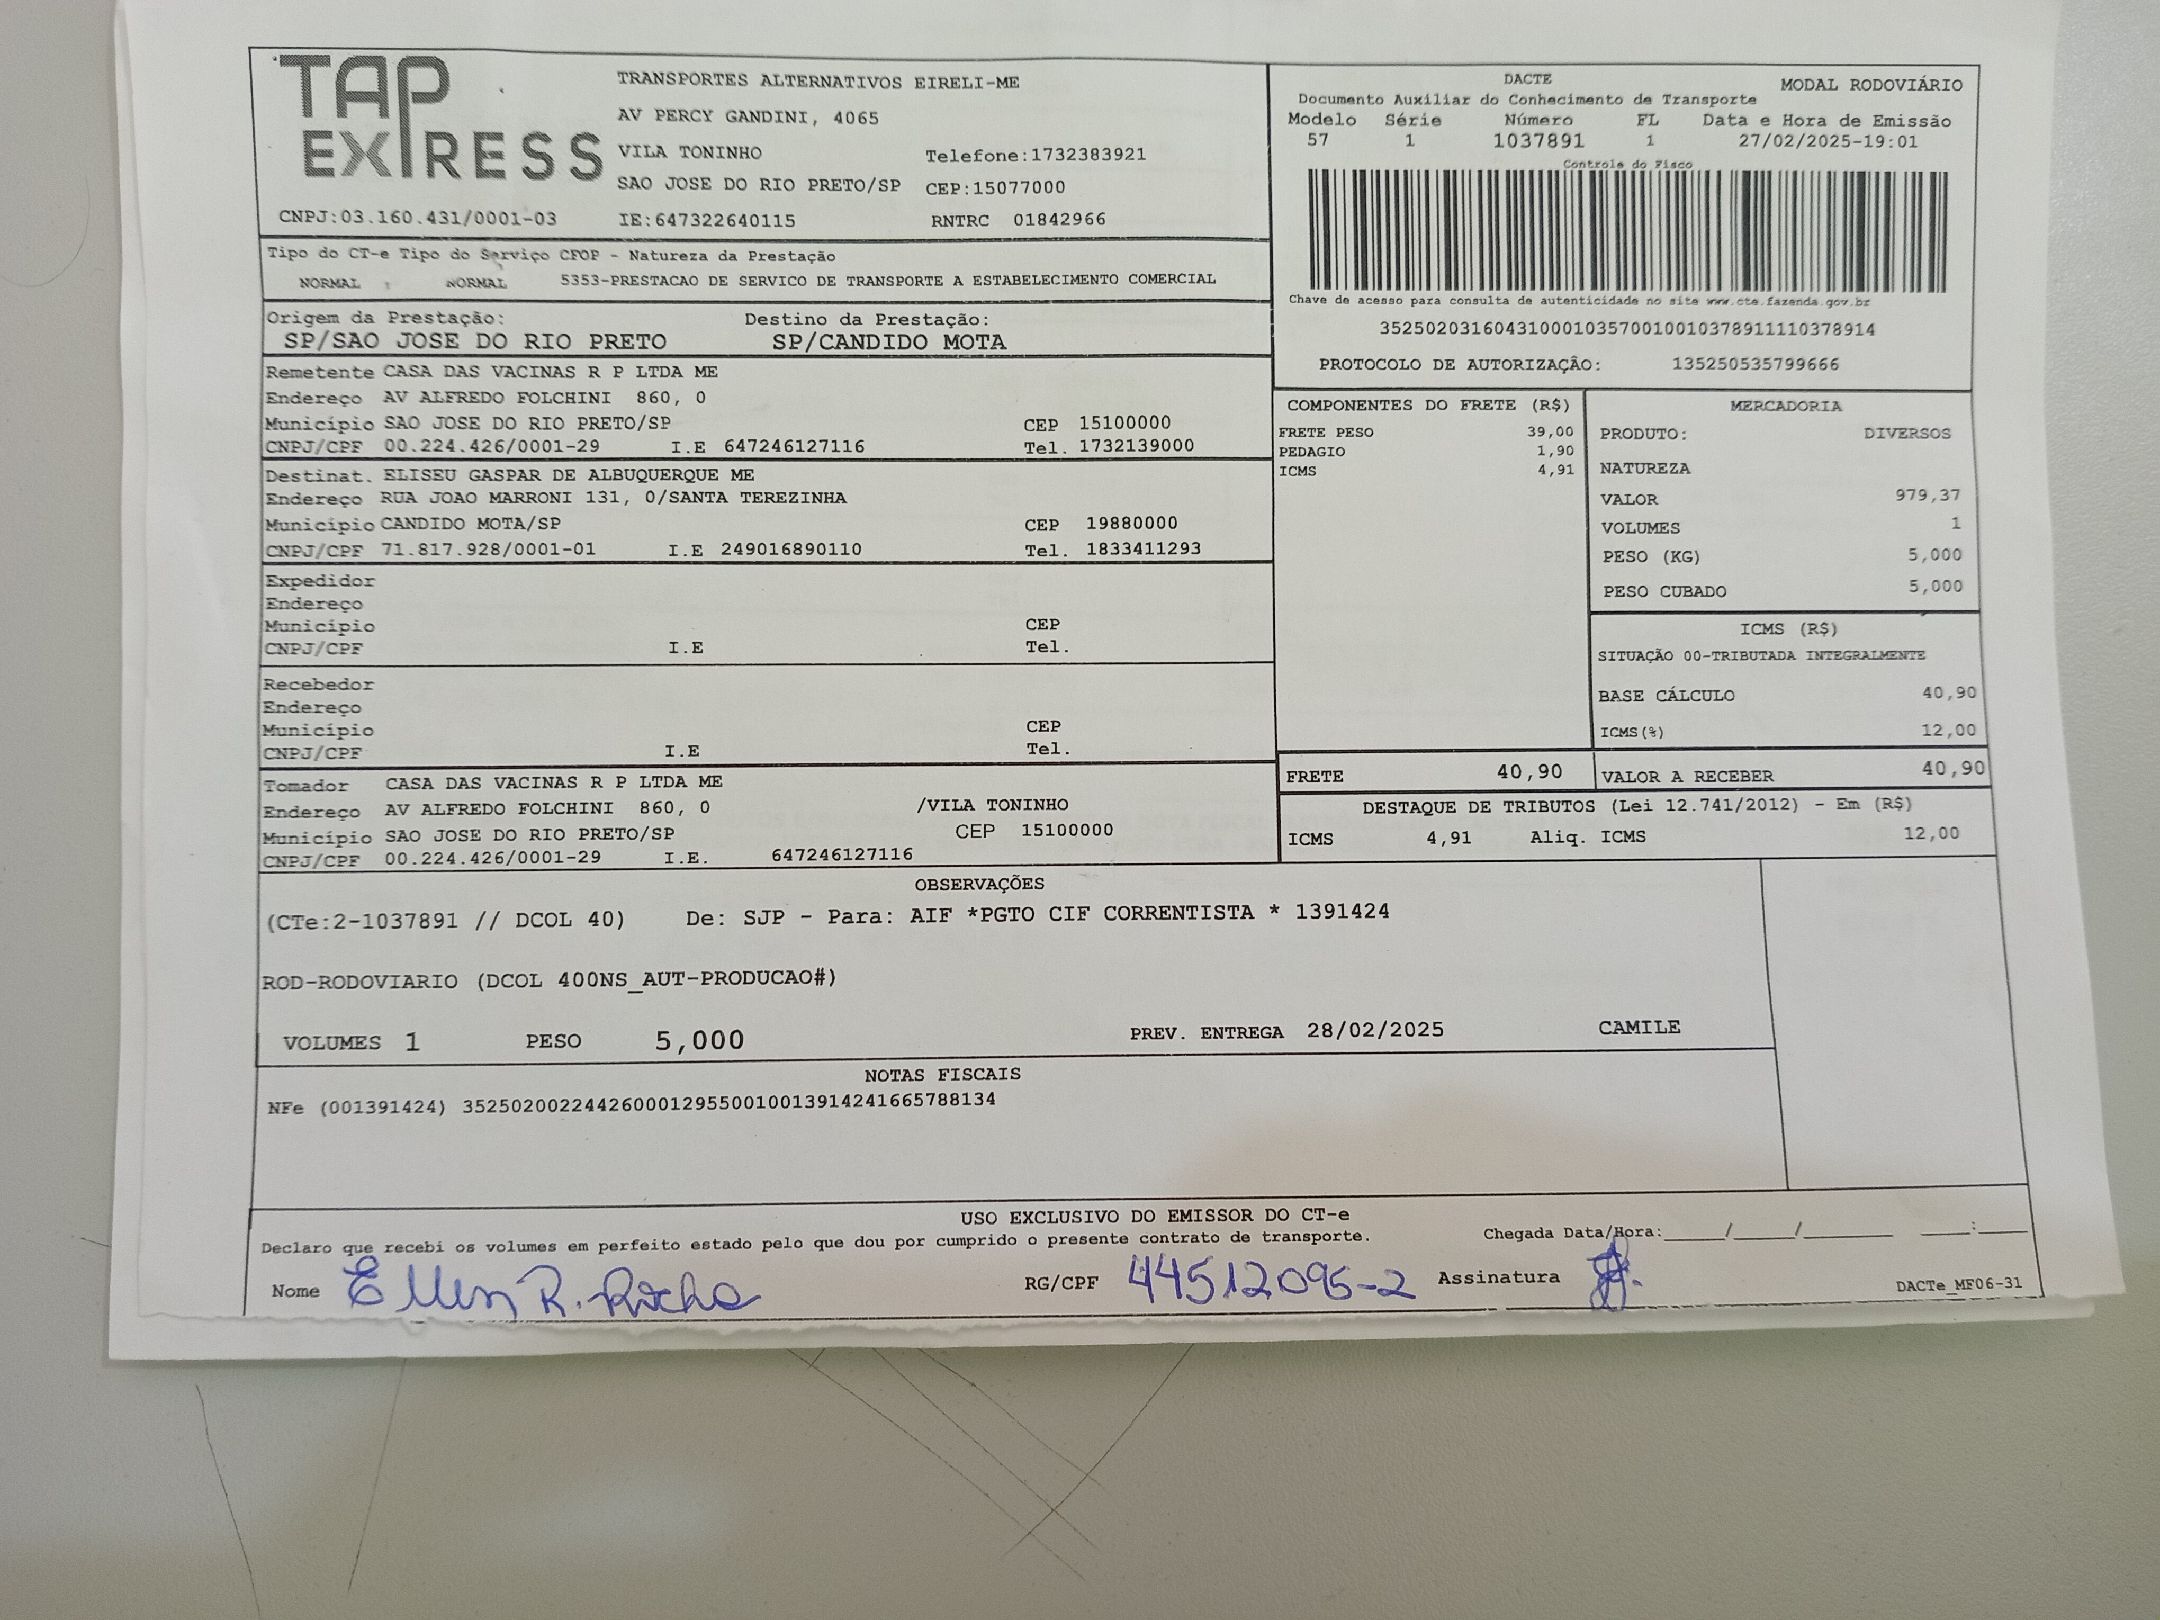 TAP
EXPRESS
TRANSPORTES ALTERNATIVOS EIRELI-ME
AV PERCY GANDINI, 4065
VILA TONINHO Telefone:1732383921
SAO JOSE DO RIO PRETO/SP CEP:15077000
CNPJ:03.160.431/0001-03 IE:647322640115 RNTRC 01842966
DACTE MODAL RODOVIÁRIO
Documento Auxiliar do Conhecimento de Transporte
Modelo Série Número FL Data e Hora de Emissão
57 1 1037891 1 27/02/2025-19:01
Controle do Fisco
Chave de acesso para consulta de autenticidade no site www.cte.fazenda.gov.br
35250203160431000103570010010378911110378914
PROTOCOLO DE AUTORIZAÇÃO: 135250535799666
Tipo do CT-e Tipo do Serviço CFOP - Natureza da Prestação
NORMAL NORMAL 5353-PRESTACAO DE SERVICO DE TRANSPORTE A ESTABELECIMENTO COMERCIAL
Origem da Prestação: Destino da Prestação:
SP/SAO JOSE DO RIO PRETO SP/CANDIDO MOTA
Remetente CASA DAS VACINAS R P LTDA ME
Endereço AV ALFREDO FOLCHINI 860, 0
Município SAO JOSE DO RIO PRETO/SP CEP 15100000
CNPJ/CPF 00.224.426/0001-29 I.E 647246127116 Tel. 1732139000
Destinat. ELISEU GASPAR DE ALBUQUERQUE ME
Endereço RUA JOAO MARRONI 131, 0/SANTA TEREZINHA
Município CANDIDO MOTA/SP CEP 19880000
CNPJ/CPF 71.817.928/0001-01 I.E 249016890110 Tel. 1833411293
Expedidor
Endereço
Município CEP
CNPJ/CPF I.E Tel.
Recebedor
Endereço
Município CEP
CNPJ/CPF I.E Tel.
Tomador CASA DAS VACINAS R P LTDA ME
Endereço AV ALFREDO FOLCHINI 860, 0 /VILA TONINHO
Município SAO JOSE DO RIO PRETO/SP CEP 15100000
CNPJ/CPF 00.224.426/0001-29 I.E. 647246127116
COMPONENTES DO FRETE (R$)
FRETE PESO 39,00
PEDAGIO 1,90
ICMS 4,91
MERCADORIA
PRODUTO: DIVERSOS
NATUREZA
VALOR 979,37
VOLUMES 1
PESO (KG) 5,000
PESO CUBADO 5,000
ICMS (R$)
SITUAÇÃO 00-TRIBUTADA INTEGRALMENTE
BASE CÁLCULO 40,90
ICMS(%) 12,00
FRETE 40,90 VALOR A RECEBER 40,90
DESTAQUE DE TRIBUTOS (Lei 12.741/2012) - Em (R$)
ICMS 4,91 Aliq. ICMS 12,00
OBSERVAÇÕES
(CTe:2-1037891 // DCOL 40) De: SJP - Para: AIF *PGTO CIF CORRENTISTA * 1391424
ROD-RODOVIARIO (DCOL 400NS_AUT-PRODUCAO#)
VOLUMES 1 PESO 5,000 PREV. ENTREGA 28/02/2025 CAMILE
NOTAS FISCAIS
NFe (001391424) 35250200224426000129550010013914241665788134
USO EXCLUSIVO DO EMISSOR DO CT-e
Declaro que recebi os volumes em perfeito estado pelo que dou por cumprido o presente contrato de transporte. Chegada Data/Hora:_____/_____/________ ____:____
Nome Ellen R. Rocha RG/CPF 44512095-2 Assinatura
DACTe_MF06-31